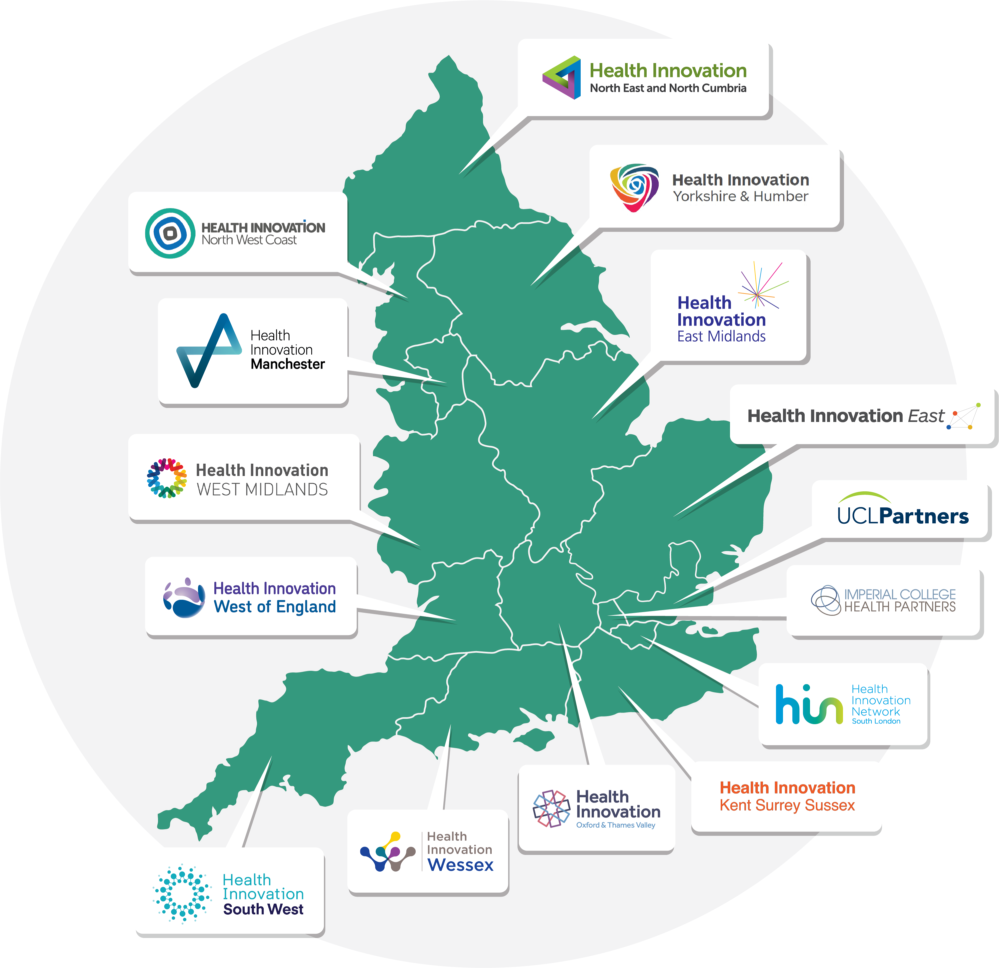 Health Innovation
North East and North Cumbria
Health Innovation
Yorkshire & Humber
HEALTH INNOVATION
North West Coast
Health
Innovation
East Midlands
Health
Innovation
Manchester
Health Innovation East
Health Innovation
WEST MIDLANDS
UCLPartners
Health Innovation
West of England
IMPERIAL COLLEGE
HEALTH PARTNERS
hin
Health
Innovation
Network
South London
Health Innovation
Kent Surrey Sussex
Health
Innovation
Oxford & Thames Valley
Health
Innovation
Wessex
Health
Innovation
South West